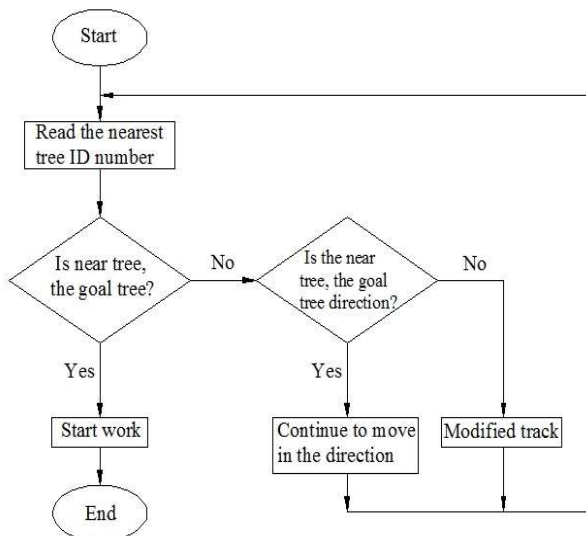 Start
Read the nearest
tree ID number
Is near tree,
the goal tree?
No
Is the near
tree, the goal
tree direction?
No
Yes
Yes
Start work
Continue to move
in the direction
Modified track
End